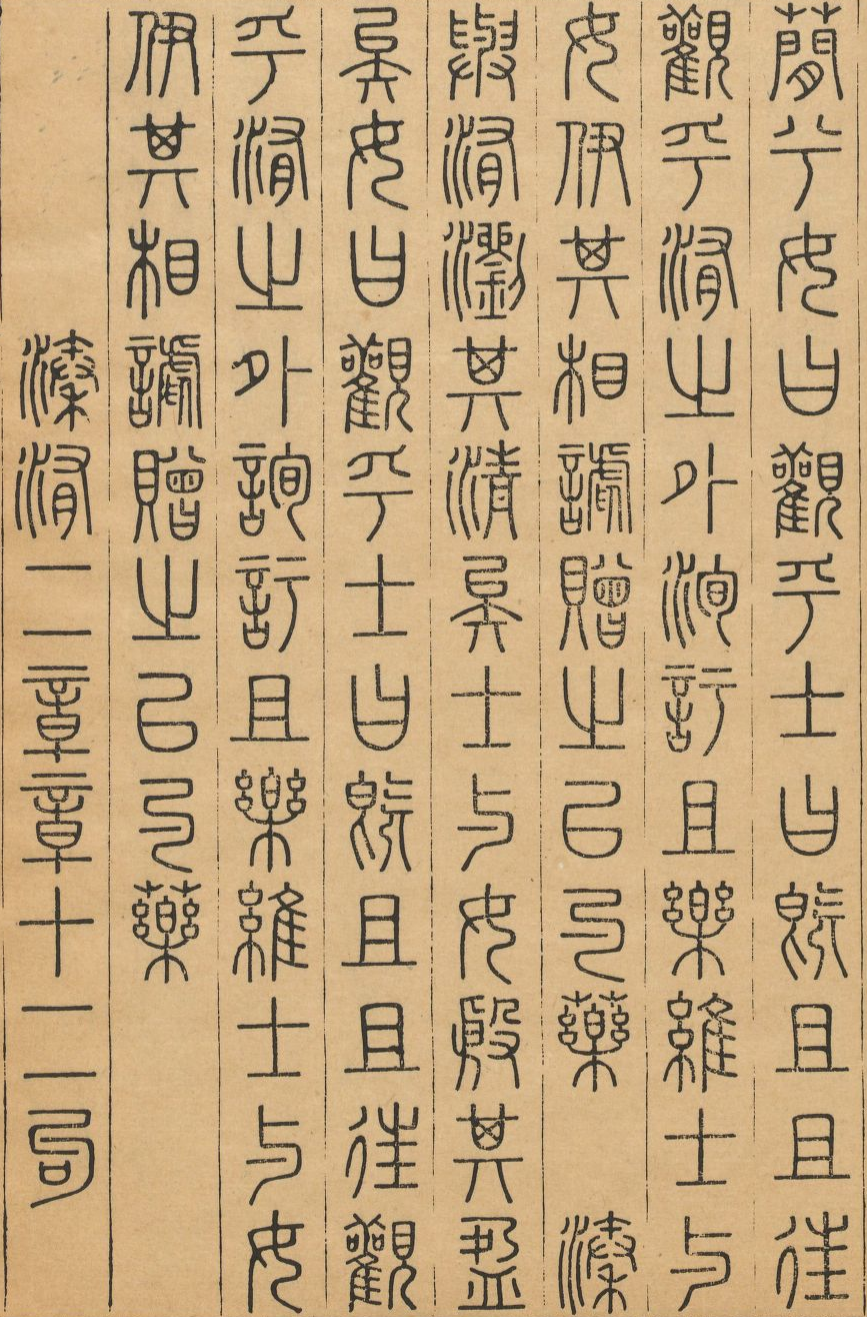 蕑兮女曰觀乎士曰既且且往
觀乎洧之外洵訏且樂維士与
女伊其相謔贈之以勺藥　溱
與洧瀏其清矣士与女殷其盈
矣女曰觀乎士曰既且且往觀
乎洧之外詢訏且樂維士与女
伊其相謔贈之以勺藥
溱洧二章章十二句